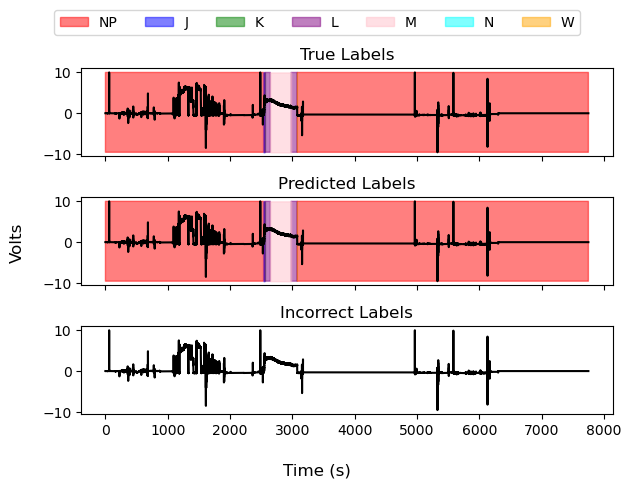 NP J K L M N W
True Labels
10
0
−10
Predicted Labels
10
0
−10
Volts
Incorrect Labels
10
0
−10
0 1000 2000 3000 4000 5000 6000 7000 8000
Time (s)